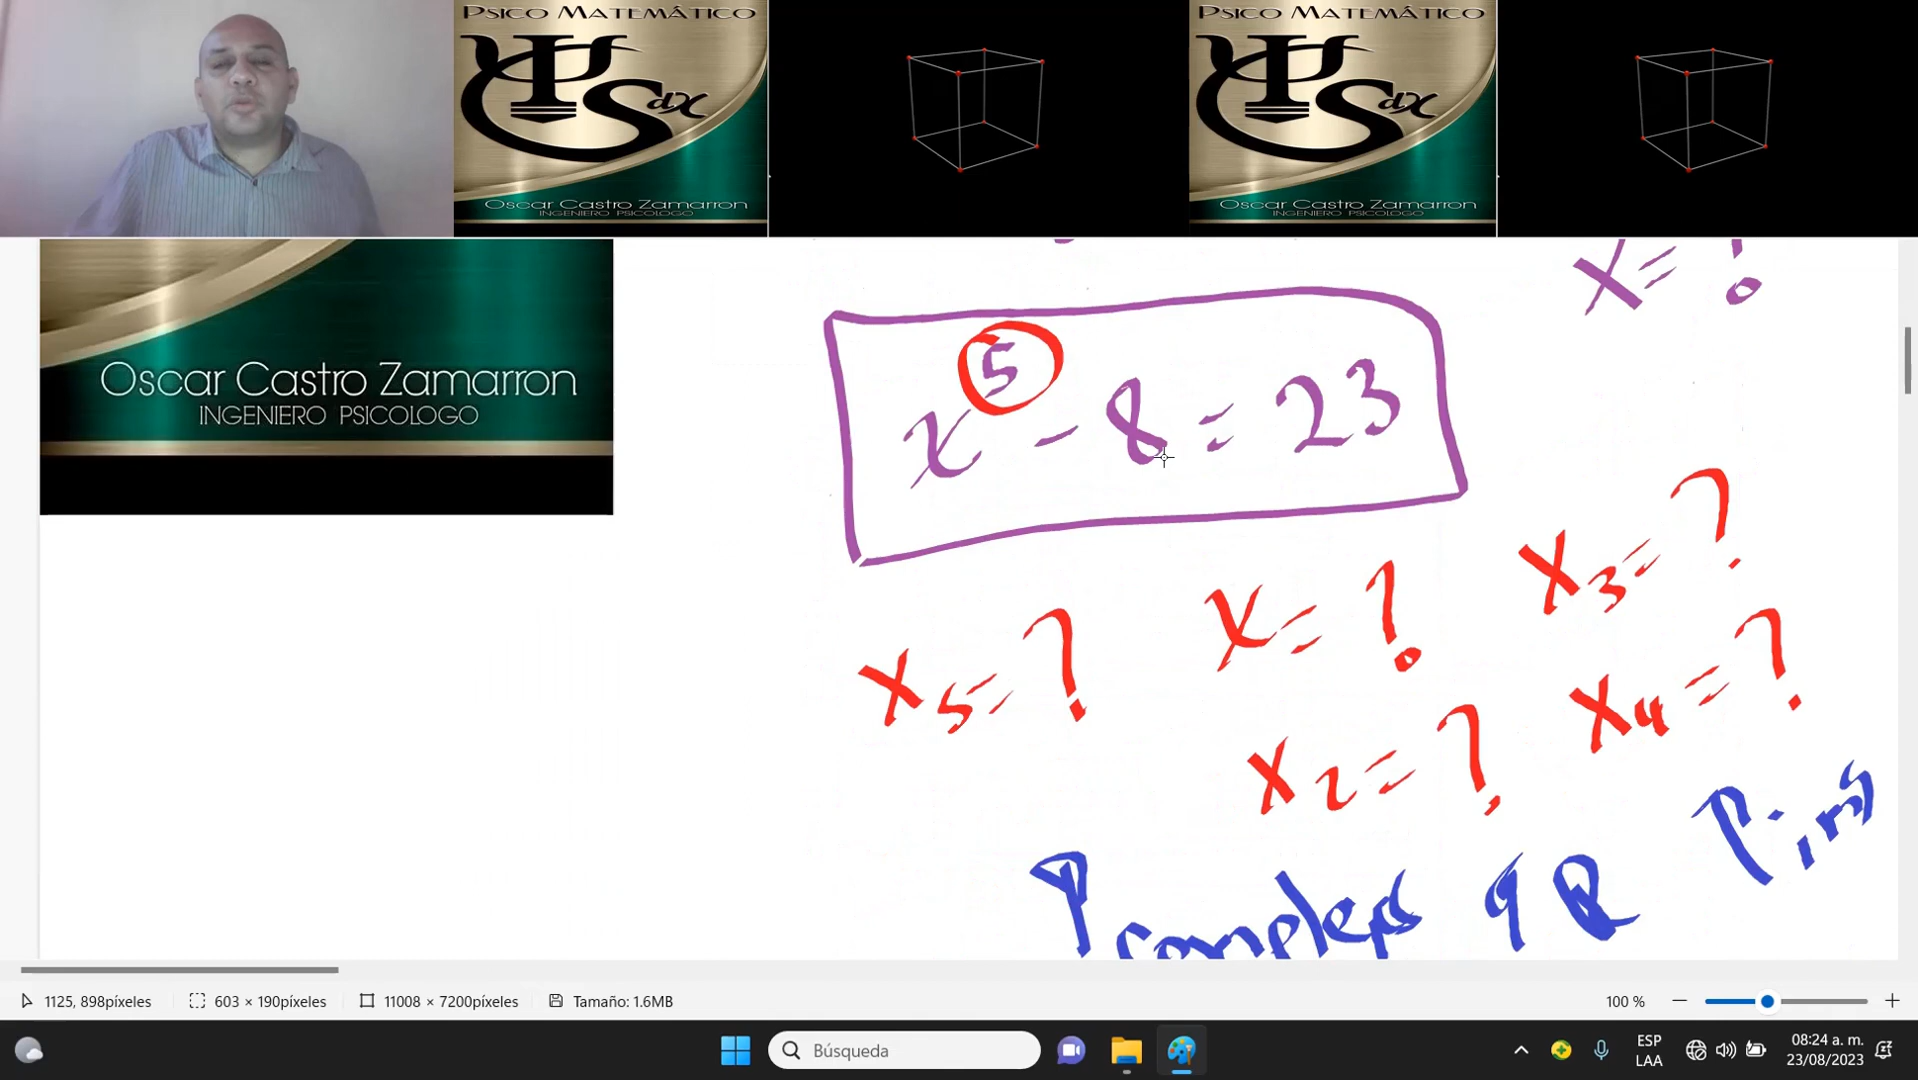 PSICO MATEMÁTICO
dx
Oscar Castro Zamarron
INGENIERO PSICOLOGO
PSICO MATEMÁTICO
dx
Oscar Castro Zamarron
INGENIERO PSICOLOGO
Oscar Castro Zamarron
INGENIERO PSICOLOGO
x=?
x⁵-8=23
x₃=?
x=?
x₅=?
x₄=?
x₂=?
1125, 898píxeles
603 × 190píxeles
11008 × 7200píxeles
Tamaño: 1.6MB
100 %
Búsqueda
ESP
LAA
08:24 a. m.
23/08/2023